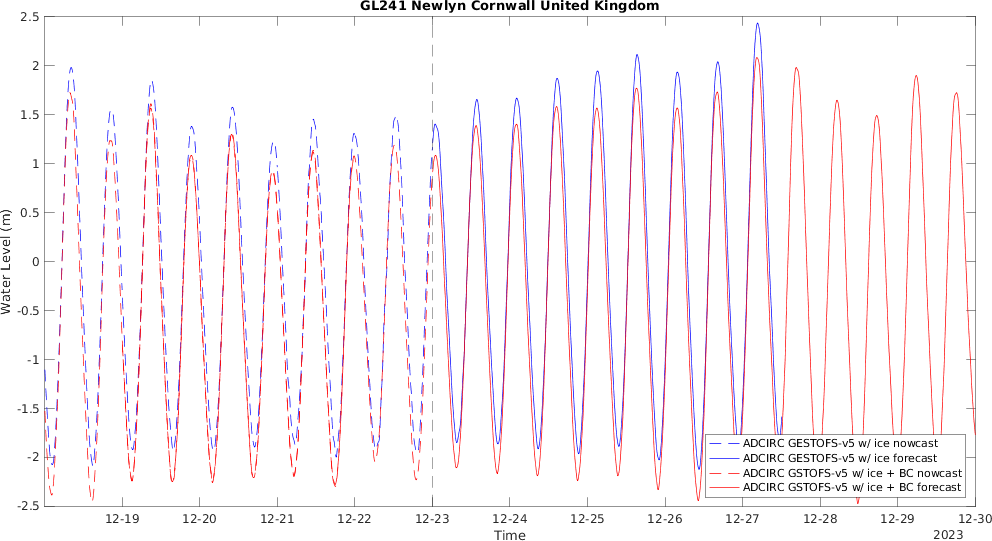 GL241 Newlyn Cornwall United Kingdom
2.5
2
1.5
1
0.5
0
-0.5
-1
-1.5
-2
-2.5
Water Level (m)
ADCIRC GESTOFS-v5 w/ ice nowcast
ADCIRC GESTOFS-v5 w/ ice forecast
ADCIRC GSTOFS-v5 w/ ice + BC nowcast
ADCIRC GSTOFS-v5 w/ ice + BC forecast
12-19 12-20 12-21 12-22 12-23 12-24 12-25 12-26 12-27 12-28 12-29 12-30
Time
2023